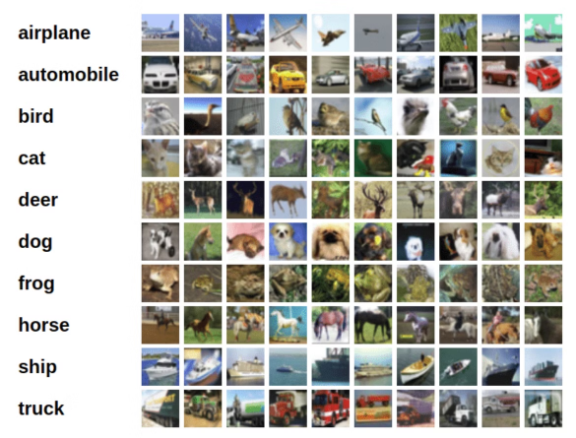 airplane
automobile
bird
cat
deer
dog
frog
horse
ship
truck